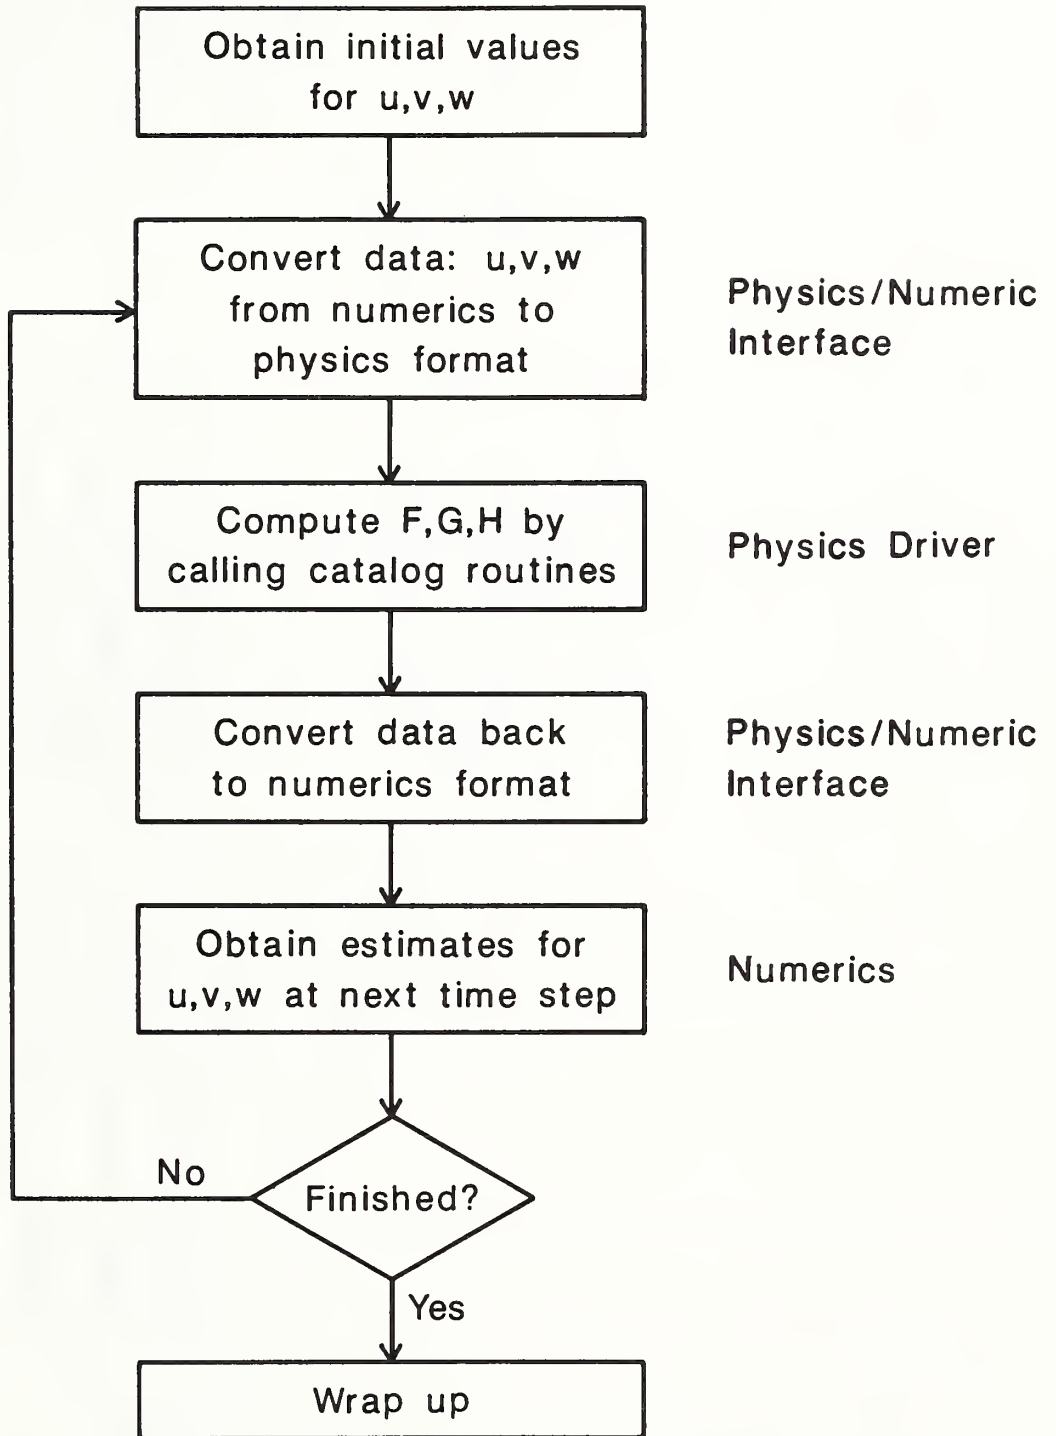 Obtain initial values
for u,v,w
Convert data: u,v,w
from numerics to
physics format
Physics/Numeric
Interface
Compute F,G,H by
calling catalog routines
Physics Driver
Convert data back
to numerics format
Physics/Numeric
Interface
Obtain estimates for
u,v,w at next time step
Numerics
No
Finished?
Yes
Wrap up